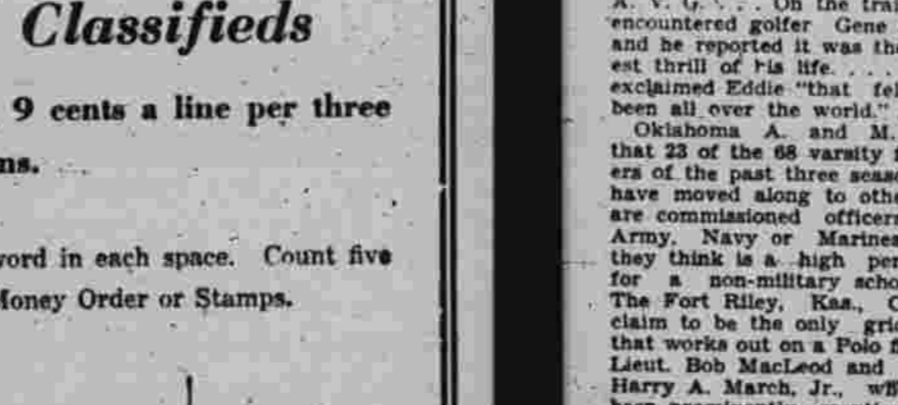 Classifieds
9 cents a line per three
ns.
word in each space. Count five
Money Order or Stamps.
A. V. G. . . . On the trai
encountered golfer Gene
and he reported it was the
est thrill of his life. . . .
exclaimed Eddie "that fel
been all over the world."
Oklahoma A. and M.
that 23 of the 68 varsity f
ers of the past three seaso
have moved along to othe
are commissioned officers
Army, Navy or Marines
they think is a high per
for a non-military scho
The Fort Riley, Kas., C
claim to be the only grid
that works out on a Polo f
Lieut. Bob MacLeod and
Harry A. March, Jr., wh